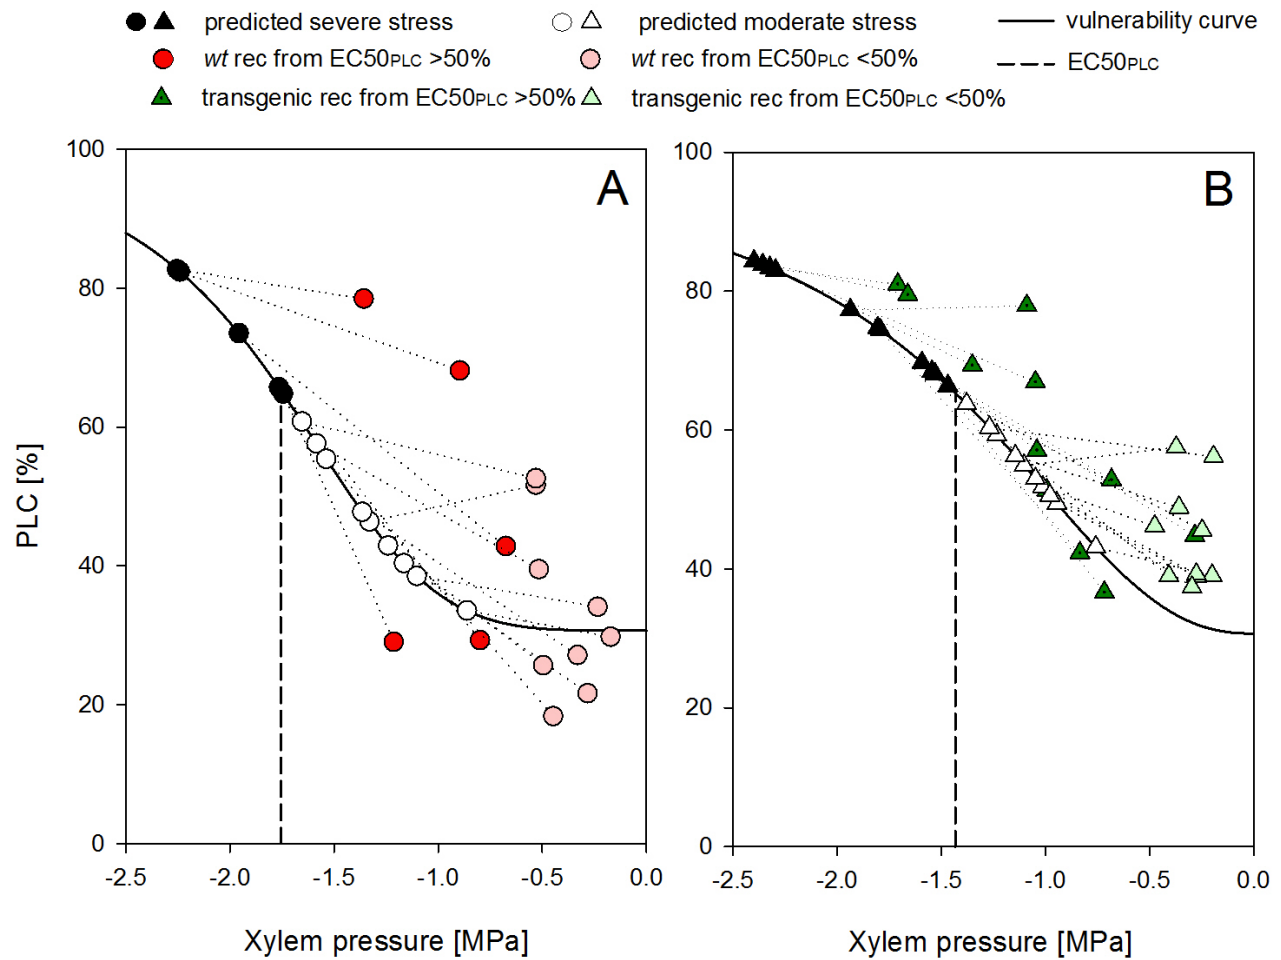 predicted severe stress
predicted moderate stress
vulnerability curve
wt rec from EC50PLC >50%
wt rec from EC50PLC <50%
EC50PLC
transgenic rec from EC50PLC >50%
transgenic rec from EC50PLC <50%
A
100
80
60
40
20
0
PLC [%]
-2.5 -2.0 -1.5 -1.0 -0.5 0.0
Xylem pressure [MPa]
B
100
80
60
40
20
0
-2.5 -2.0 -1.5 -1.0 -0.5 0.0
Xylem pressure [MPa]